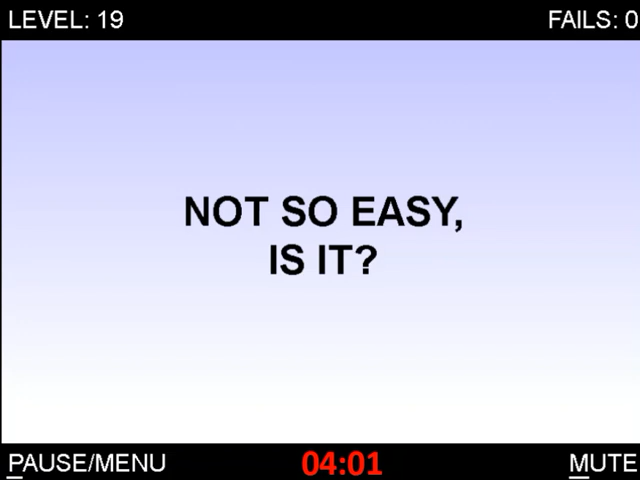 LEVEL: 19 FAILS: 0
NOT SO EASY,
IS IT?
PAUSE/MENU 04:01 MUTE